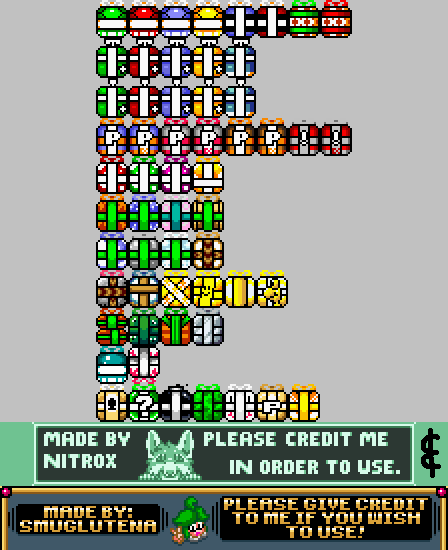 P P P P P P ! !
? P
MADE BY PLEASE CREDIT ME
NITROX IN ORDER TO USE.
MADE BY:
SMUGLUTENA
PLEASE GIVE CREDIT
TO ME IF YOU WISH
TO USE!